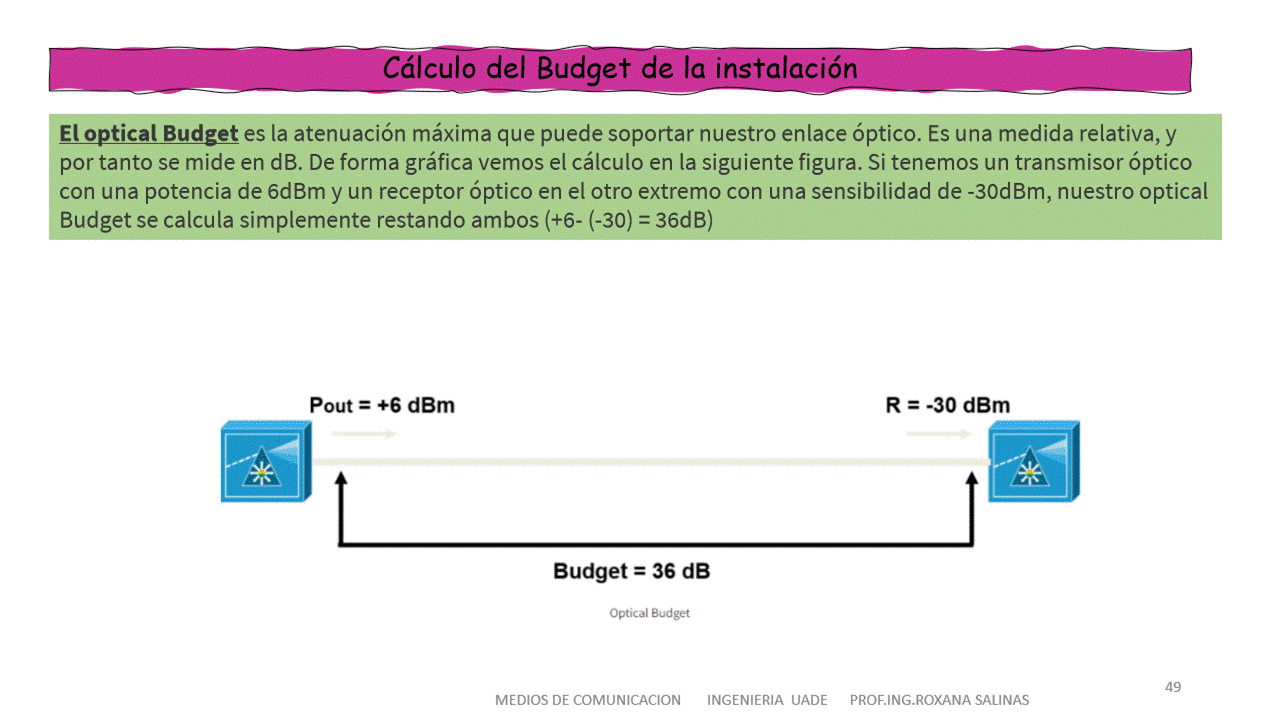 Cálculo del Budget de la instalación
El optical Budget es la atenuación máxima que puede soportar nuestro enlace óptico. Es una medida relativa, y
por tanto se mide en dB. De forma gráfica vemos el cálculo en la siguiente figura. Si tenemos un transmisor óptico
con una potencia de 6dBm y un receptor óptico en el otro extremo con una sensibilidad de -30dBm, nuestro optical
Budget se calcula simplemente restando ambos (+6- (-30) = 36dB)
Pout = +6 dBm
R = -30 dBm
Budget = 36 dB
Optical Budget
49
MEDIOS DE COMUNICACION INGENIERIA UADE PROF.ING.ROXANA SALINAS